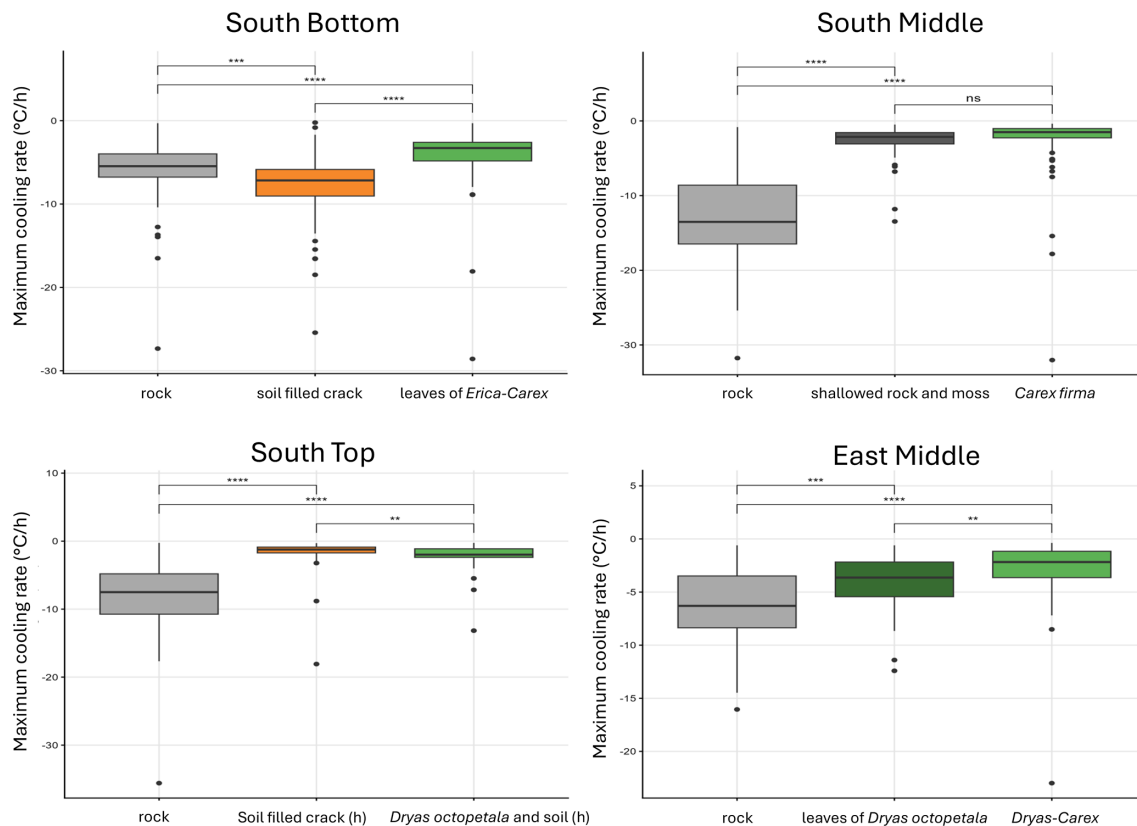 South Bottom
Maximum cooling rate (°C/h)
0
-10
-20
-30
***
****
****
rock
soil filled crack
leaves of Erica-Carex
South Middle
Maximum cooling rate (°C/h)
0
-10
-20
-30
****
****
ns
rock
shallowed rock and moss
Carex firma
South Top
Maximum cooling rate (°C/h)
10
0
-10
-20
-30
****
****
**
rock
Soil filled crack (h)
Dryas octopetala and soil (h)
East Middle
Maximum cooling rate (°C/h)
5
0
-5
-10
-15
-20
***
****
**
rock
leaves of Dryas octopetala
Dryas-Carex